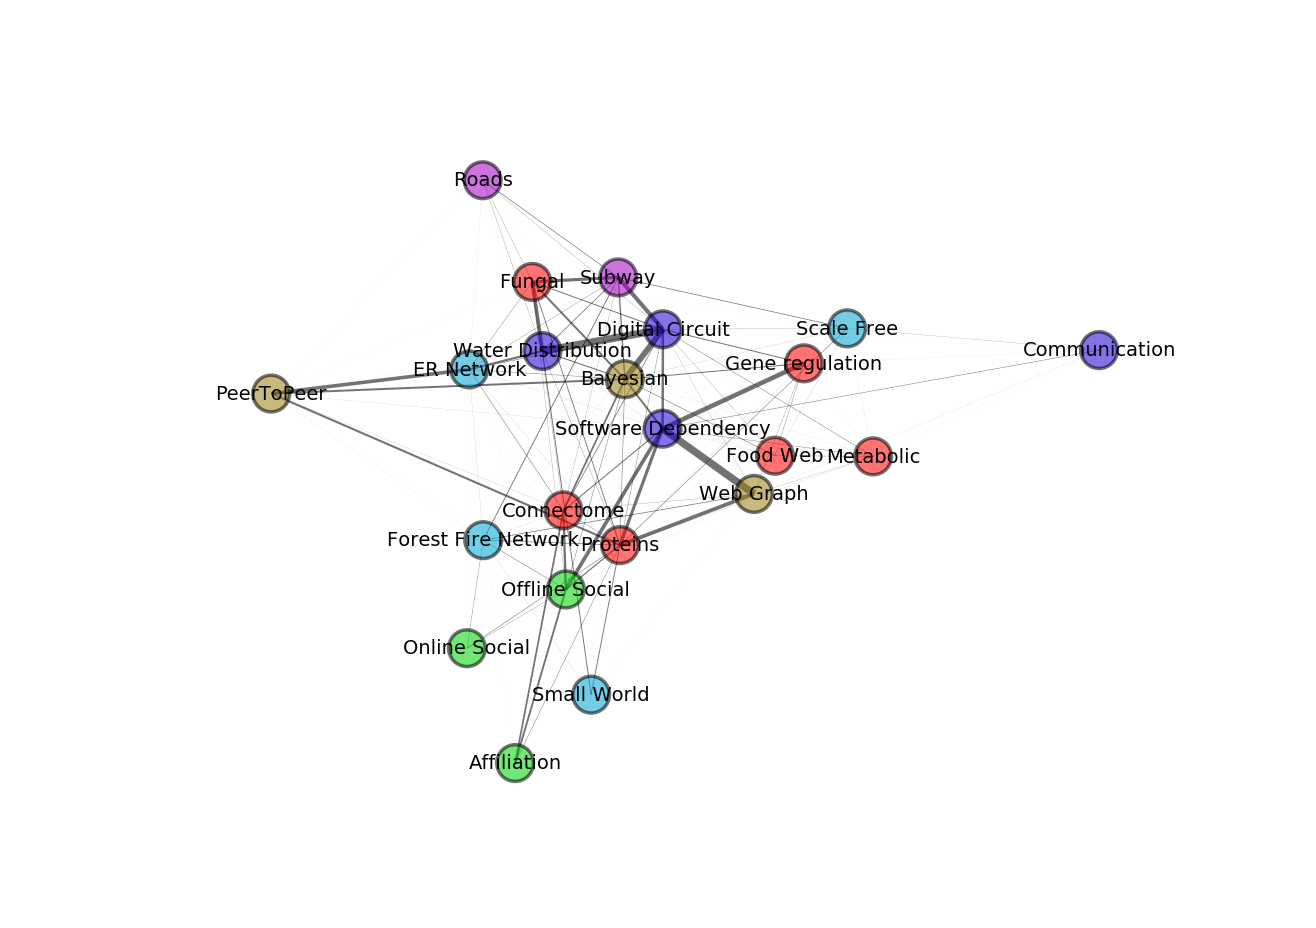 Roads
Fungal
Subway
Digital Circuit
Scale Free
Water Distribution
Communication
Gene regulation
ER Network
Bayesian
PeerToPeer
Software Dependency
Food Web
Metabolic
Web Graph
Connectome
Forest Fire Network
Proteins
Offline Social
Online Social
Small World
Affiliation